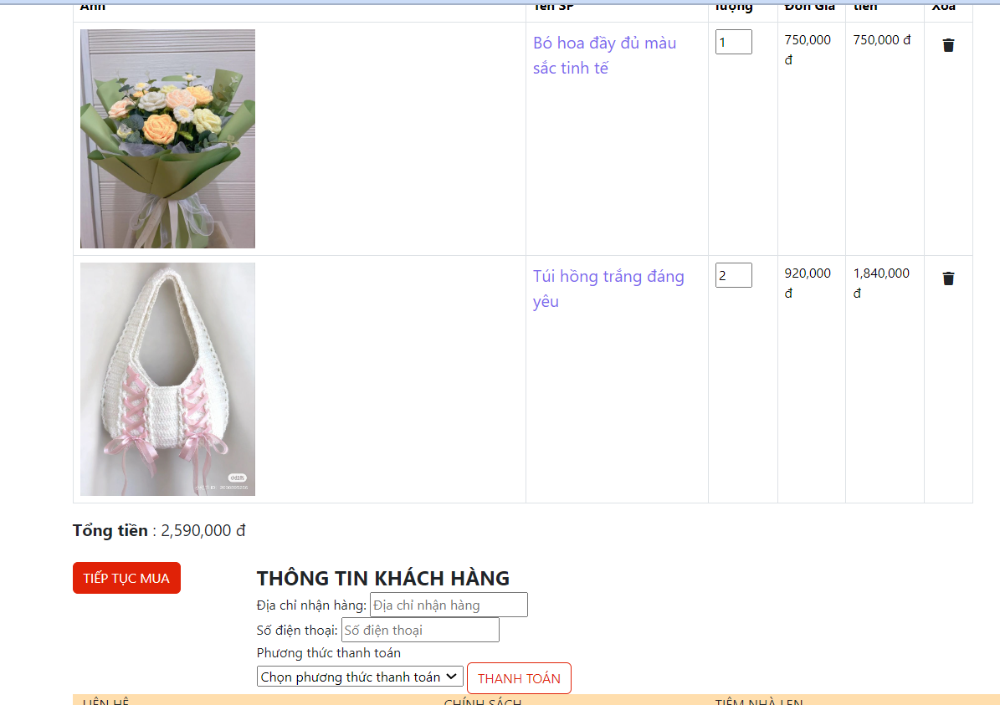 Ảnh
Tên SP
lượng
Đơn Giá
tiền
Xóa
Bó hoa đầy đủ màu
sắc tinh tế
1
750,000
đ
750,000 đ
Túi hồng trắng đáng
yêu
2
920,000
đ
1,840,000
đ
Tổng tiền : 2,590,000 đ
TIẾP TỤC MUA
THÔNG TIN KHÁCH HÀNG
Địa chỉ nhận hàng: Địa chỉ nhận hàng
Số điện thoại: Số điện thoại
Phương thức thanh toán
Chọn phương thức thanh toán
THANH TOÁN
LIÊN HỆ
CHÍNH SÁCH
TIỆM NHÀ LEN